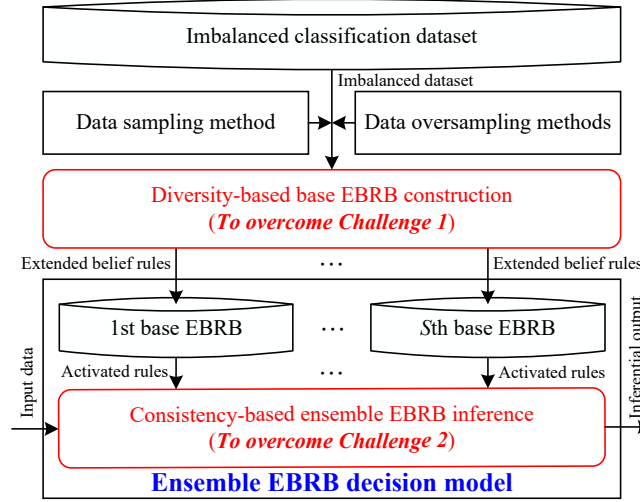 Imbalanced classification dataset
Imbalanced dataset
Data sampling method
Data oversampling methods
Diversity-based base EBRB construction
(To overcome Challenge 1)
Extended belief rules
...
Extended belief rules
1st base EBRB
...
Sth base EBRB
Activated rules
...
Activated rules
Input data
Inferential output
Consistency-based ensemble EBRB inference
(To overcome Challenge 2)
Ensemble EBRB decision model